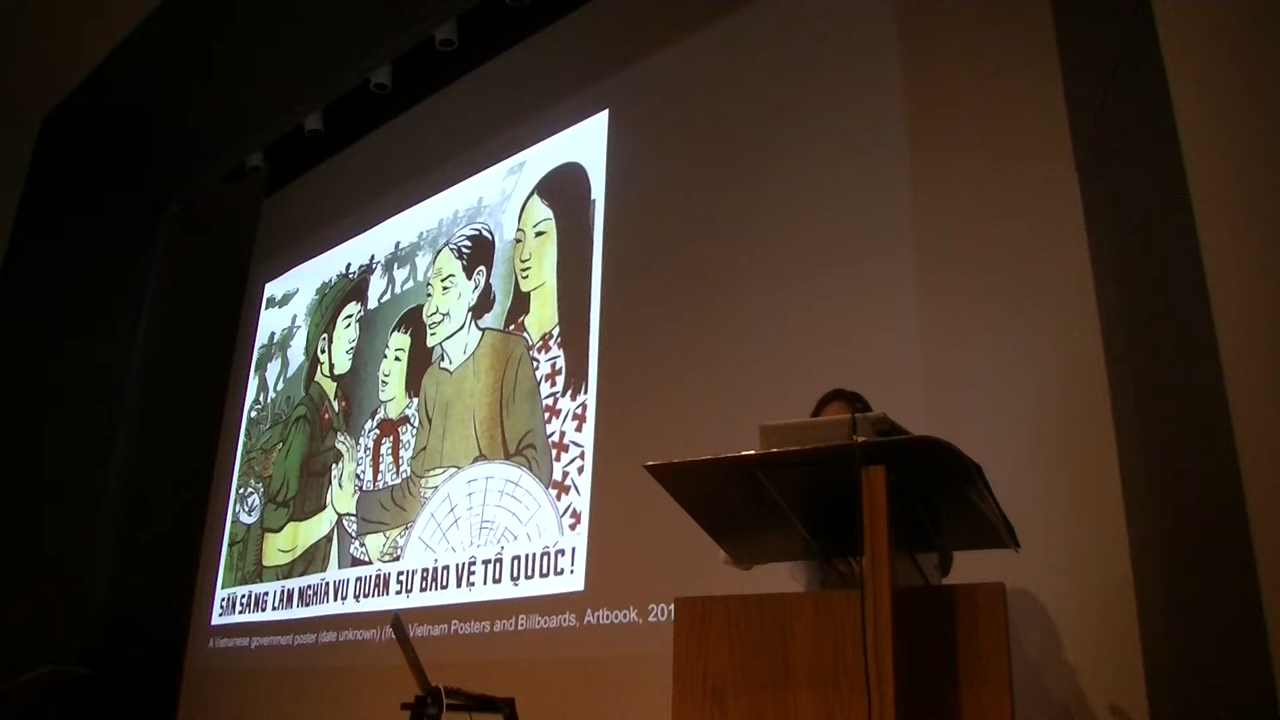 SẴN SÀNG LÀM NGHĨA VỤ QUÂN SỰ BẢO VỆ TỔ QUỐC!
A Vietnamese government poster (date unknown) (from Vietnam Posters and Billboards, Artbook, 201